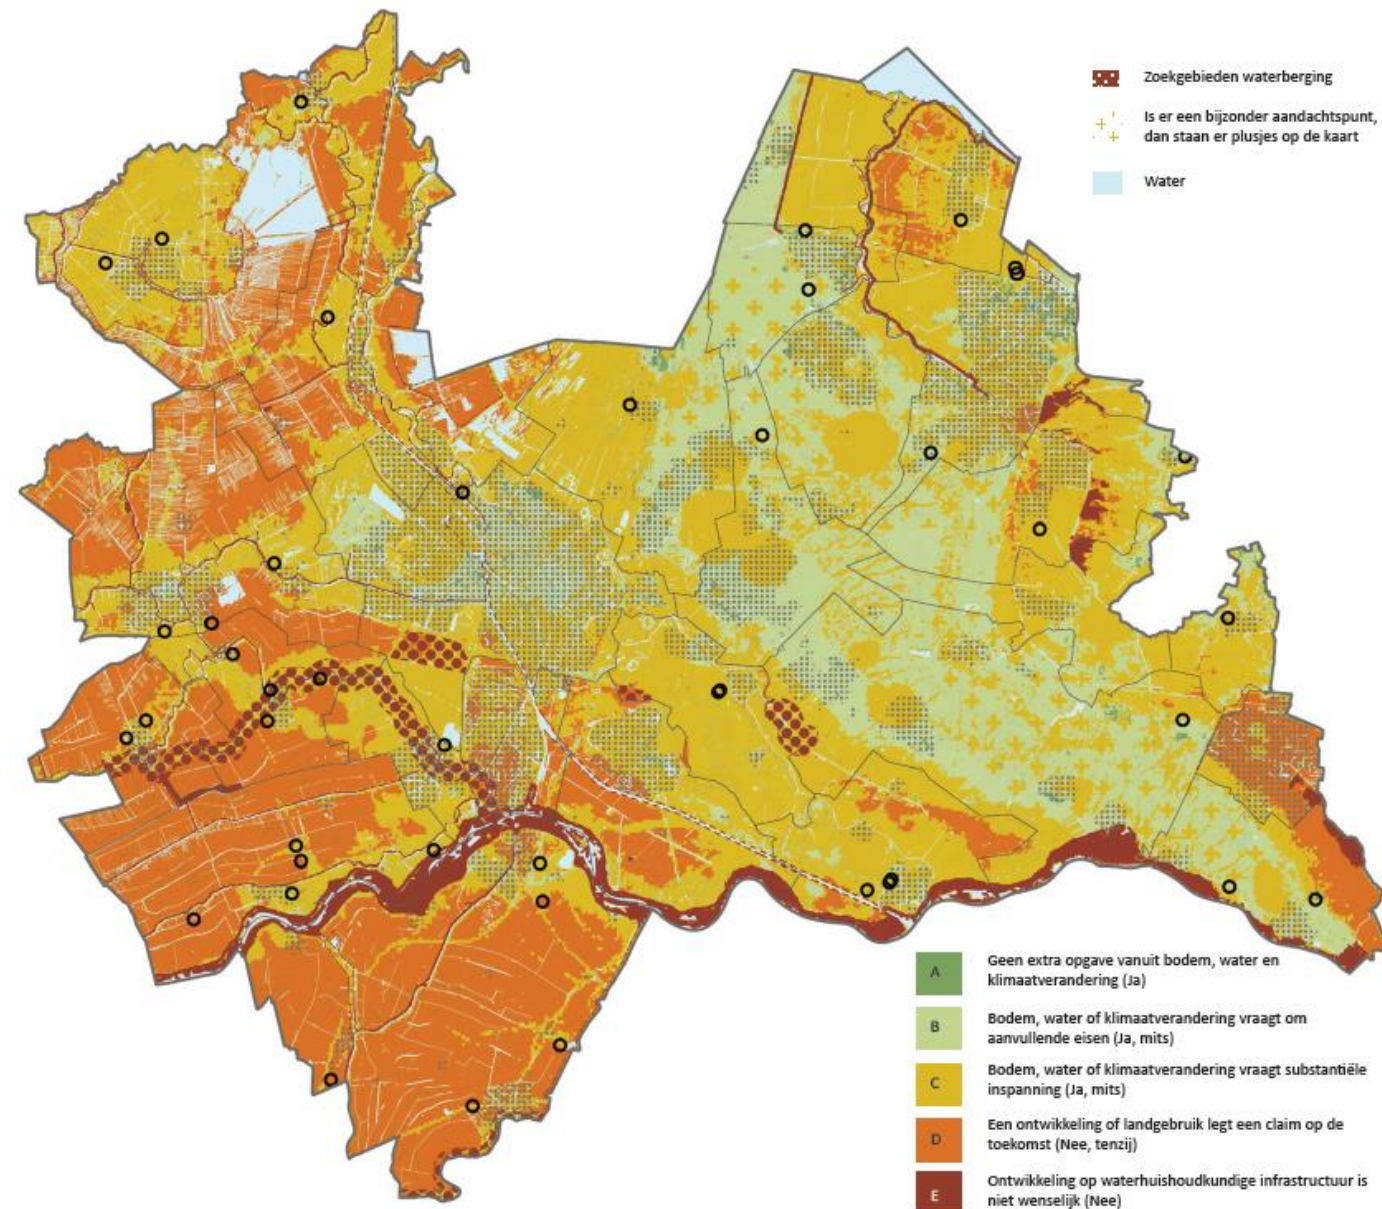 Zoekgebieden waterberging
Is er een bijzonder aandachtspunt,
dan staan er plusjes op de kaart
Water
A
Geen extra opgave vanuit bodem, water en
klimaatverandering (Ja)
B
Bodem, water of klimaatverandering vraagt om
aanvullende eisen (Ja, mits)
C
Bodem, water of klimaatverandering vraagt substantiële
inspanning (Ja, mits)
D
Een ontwikkeling of landgebruik legt een claim op de
toekomst (Nee, tenzij)
E
Ontwikkeling op waterhuishoudkundige infrastructuur is
niet wenselijk (Nee)